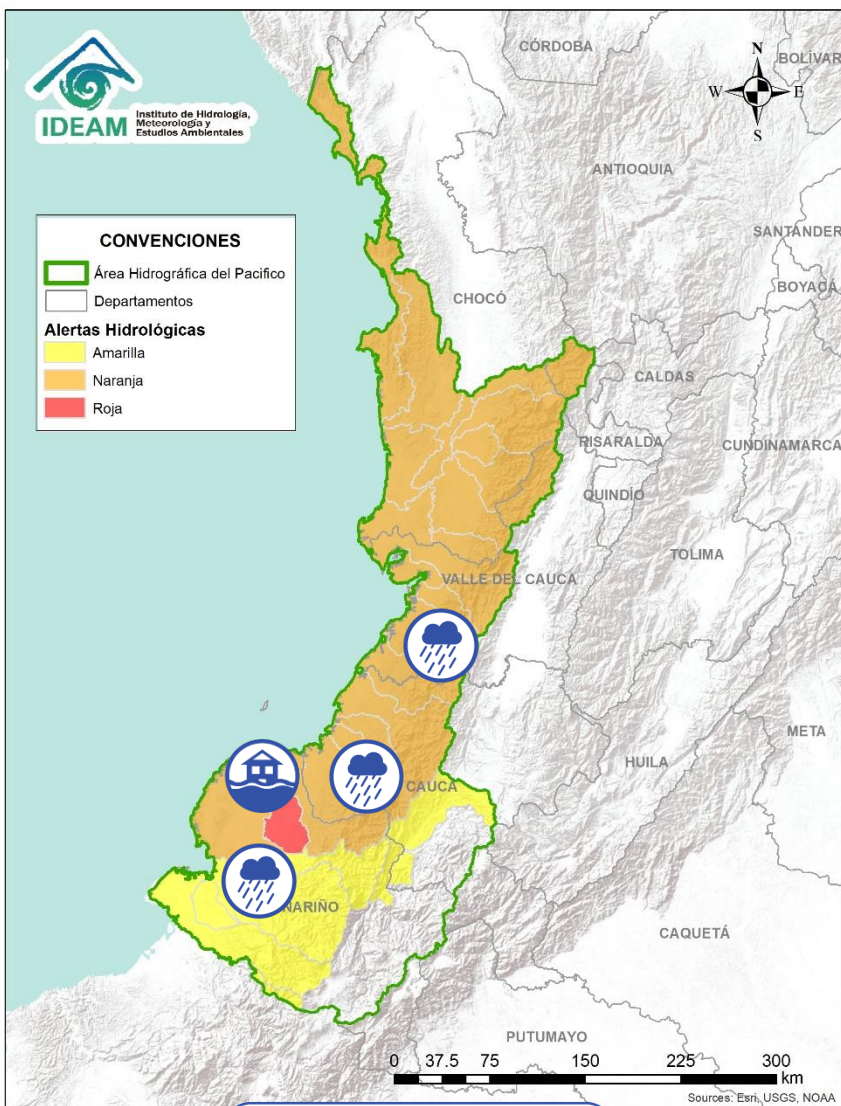 IDEAM
Instituto de Hidrología,
Meteorología y
Estudios Ambientales
N
W
E
S
CÓRDOBA
BOLÍVAR
ANTIOQUIA
SANTANDER
BOYACÁ
CONVENCIONES
Área Hidrográfica del Pacifico
Departamentos
Alertas Hidrológicas
Amarilla
Naranja
Roja
CHOCÓ
CALDAS
RISARALDA
CUNDINAMARCA
QUINDÍO
TOLIMA
VALLE DEL CAUCA
META
HUILA
CAUCA
NARIÑO
CAQUETÁ
PUTUMAYO
0 37.5 75 150 225 300
km
Sources: Esri, USGS, NOAA